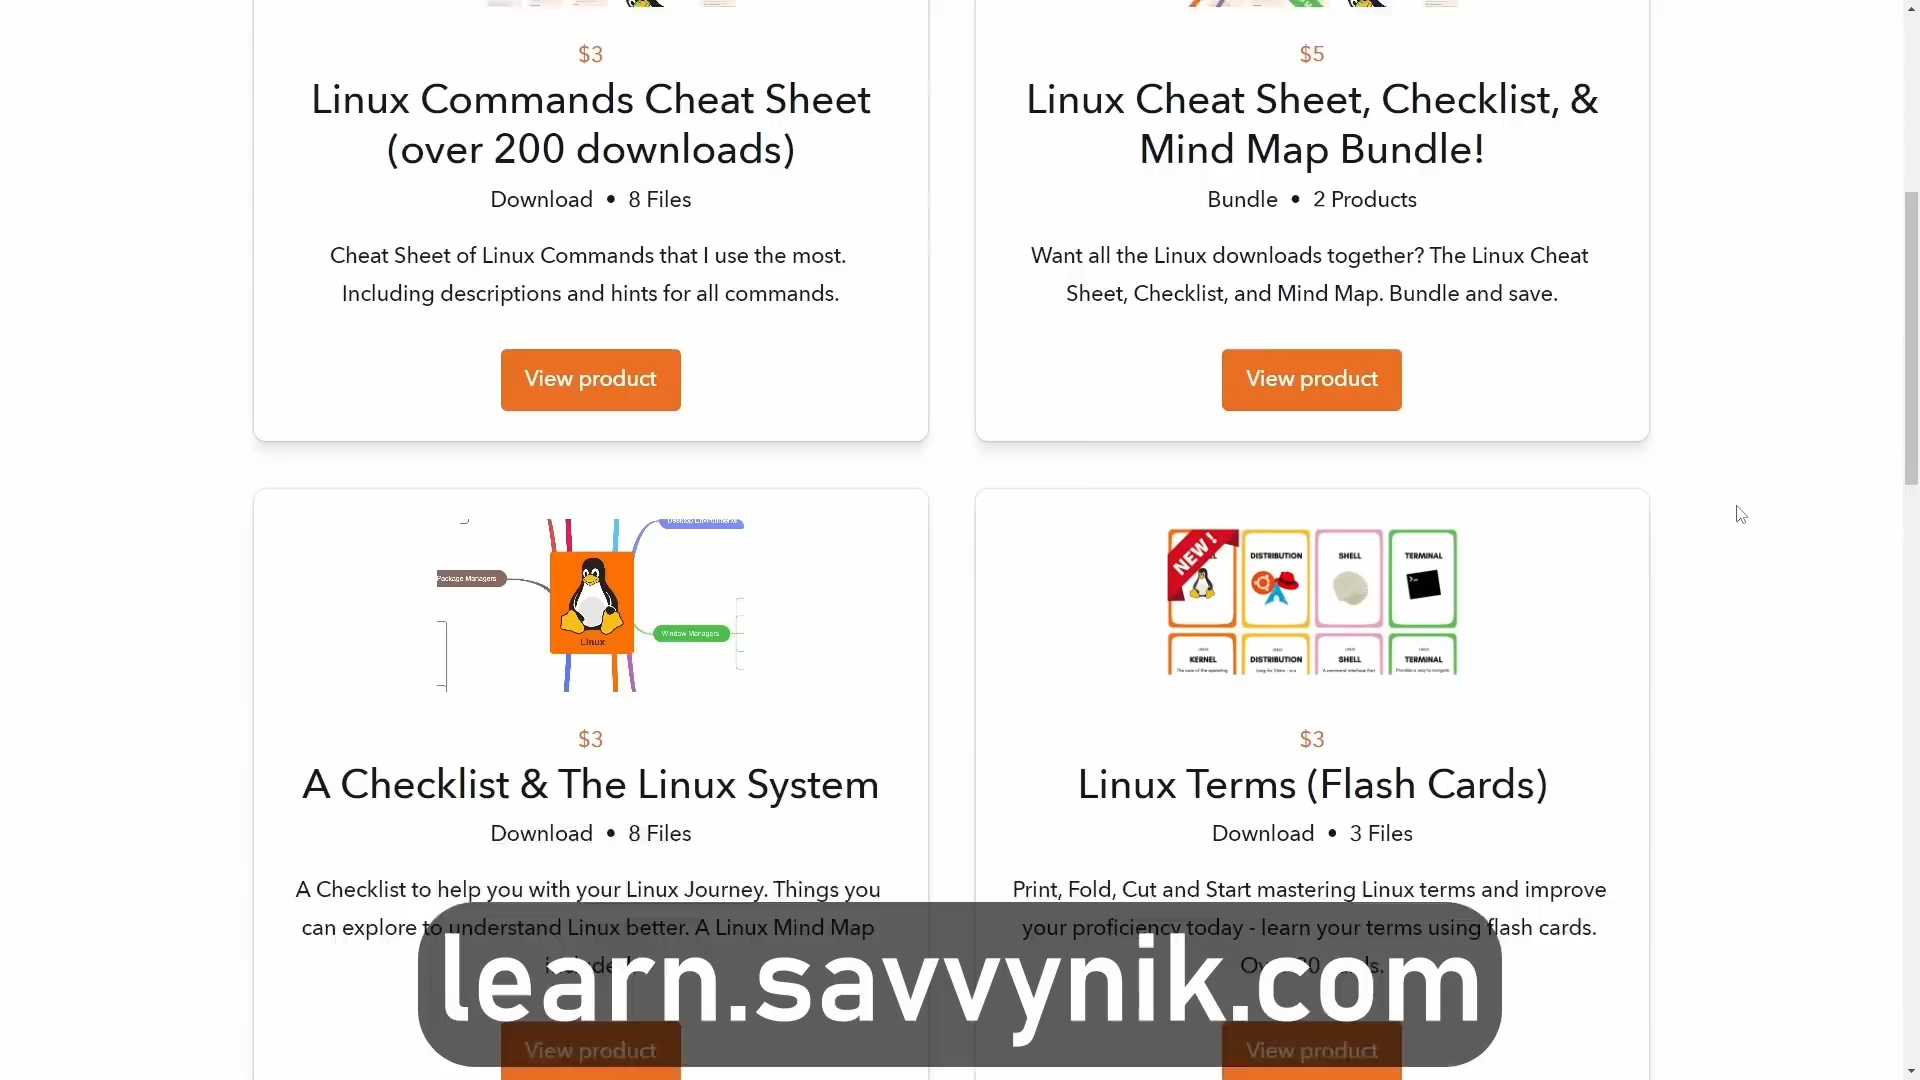 $3
Linux Commands Cheat Sheet
(over 200 downloads)
Download • 8 Files
Cheat Sheet of Linux Commands that I use the most.
Including descriptions and hints for all commands.
View product
$5
Linux Cheat Sheet, Checklist, &
Mind Map Bundle!
Bundle • 2 Products
Want all the Linux downloads together? The Linux Cheat
Sheet, Checklist, and Mind Map. Bundle and save.
View product
Package Managers
Linux
Window Managers
$3
A Checklist & The Linux System
Download • 8 Files
A Checklist to help you with your Linux Journey. Things you
can explore to understand Linux better. A Linux Mind Map
View product
NEW!
DISTRIBUTION
SHELL
TERMINAL
KERNEL
DISTRIBUTION
SHELL
TERMINAL
$3
Linux Terms (Flash Cards)
Download • 3 Files
Print, Fold, Cut and Start mastering Linux terms and improve
your proficiency today - learn your terms using flash cards.
View product
learn.savvynik.com